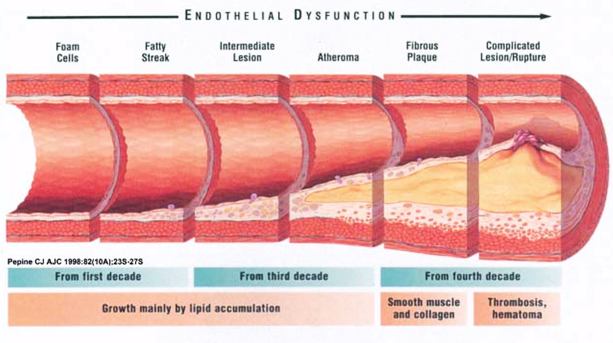 ENDOTHELIAL DYSFUNCTION
Foam
Cells
Fatty
Streak
Intermediate
Lesion
Atheroma
Fibrous
Plaque
Complicated
Lesion/Rupture
Pepine CJ AJC 1998:82(10A);23S-27S
From first decade
From third decade
From fourth decade
Growth mainly by lipid accumulation
Smooth muscle
and collagen
Thrombosis,
hematoma